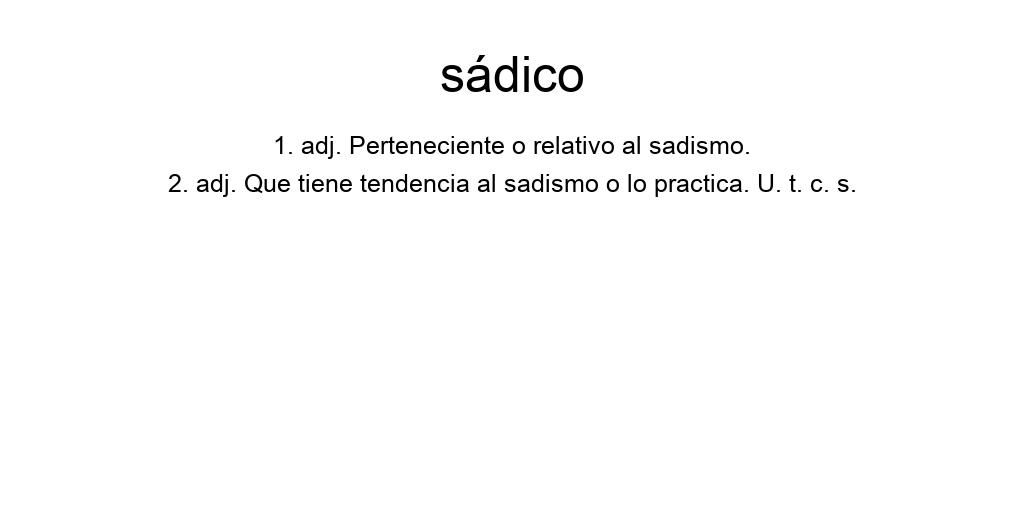 sádico
1. adj. Perteneciente o relativo al sadismo.
2. adj. Que tiene tendencia al sadismo o lo practica. U. t. c. s.